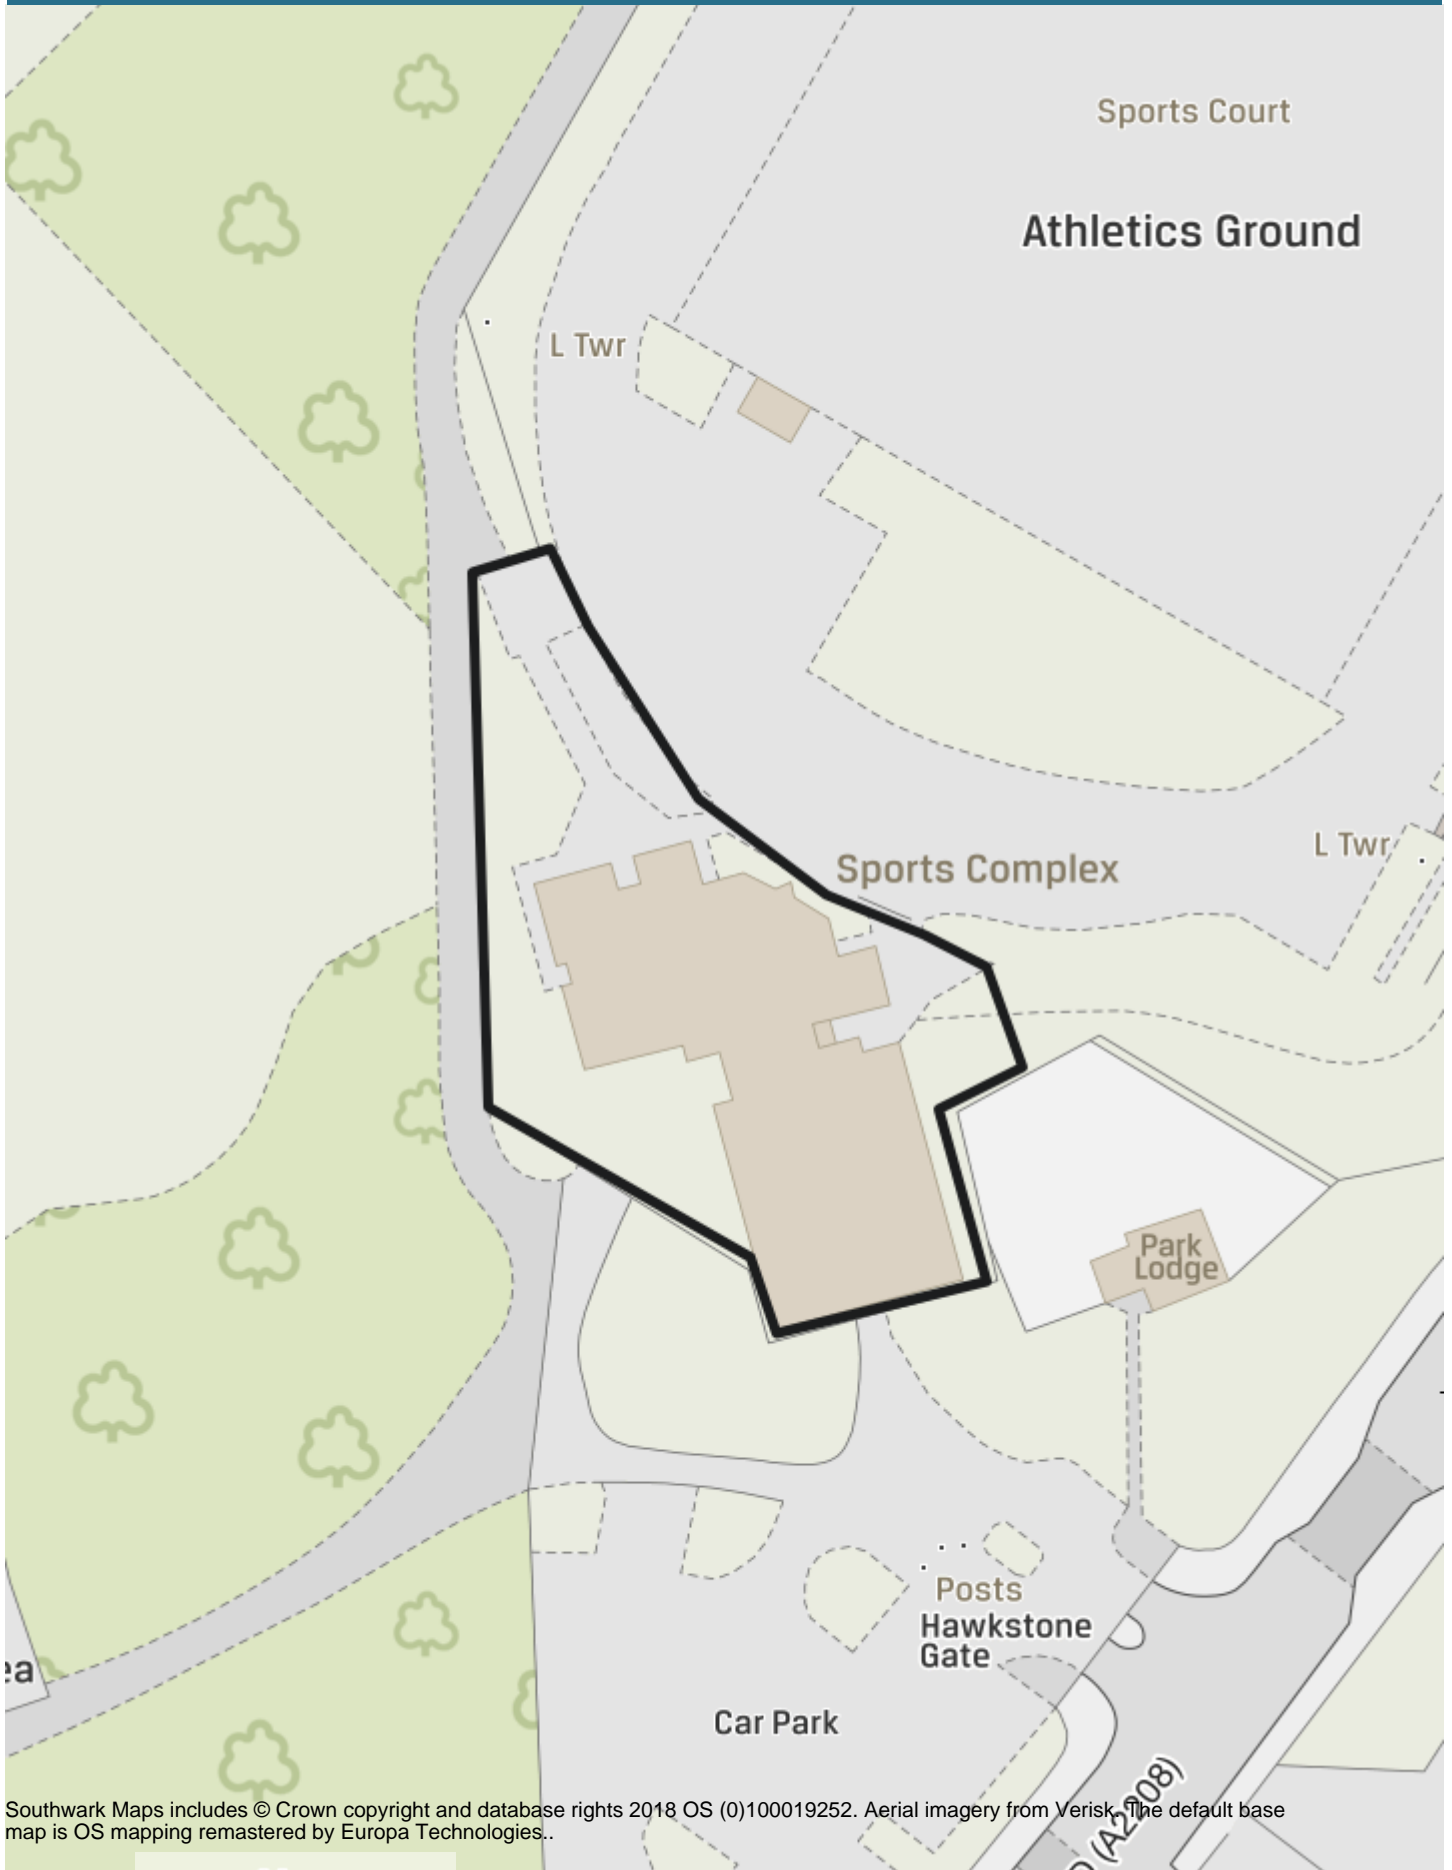 Sports Court
Athletics Ground
L Twr
L Twr
Sports Complex
Park
Lodge
Posts
Hawkstone
Gate
ea
Car Park
(A2208)
Southwark Maps includes © Crown copyright and database rights 2018 OS (0)100019252. Aerial imagery from Verisk. The default base
map is OS mapping remastered by Europa Technologies..